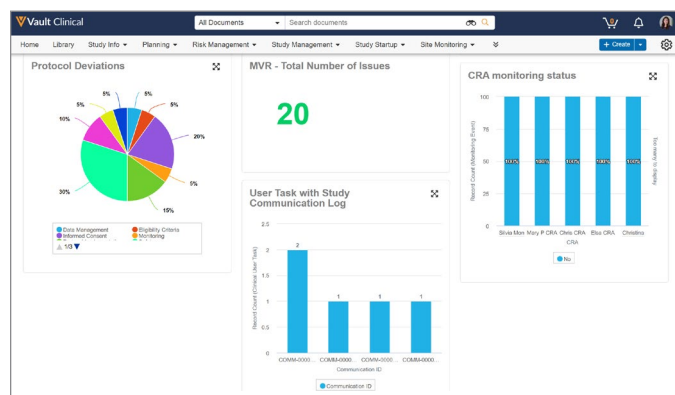 Vault Clinical
All Documents
Search documents
Home Library Study Info Planning Risk Management Study Management Study Startup Site Monitoring
+ Create
Protocol Deviations
5%
5%
5%
10%
20%
5%
30%
15%
Data Management
Eligibility Criteria
Informed Consent
Monitoring
1/3
MVR - Total Number of Issues
20
User Task with Study
Communication Log
Record Count (Clinical User Task)
2.5
2
1.5
1
0.5
0
2
1
1
1
COMM-0000... COMM-0000... COMM-0000... COMM-0000...
Communication ID
Communication ID
CRA monitoring status
Record Count (Monitoring Event)
100
75
50
25
0
100% 100% 100% 100% 100%
Too many to display
Silvia Mon Mary P CRA Chris CRA Elsa CRA Christina
CRA
No